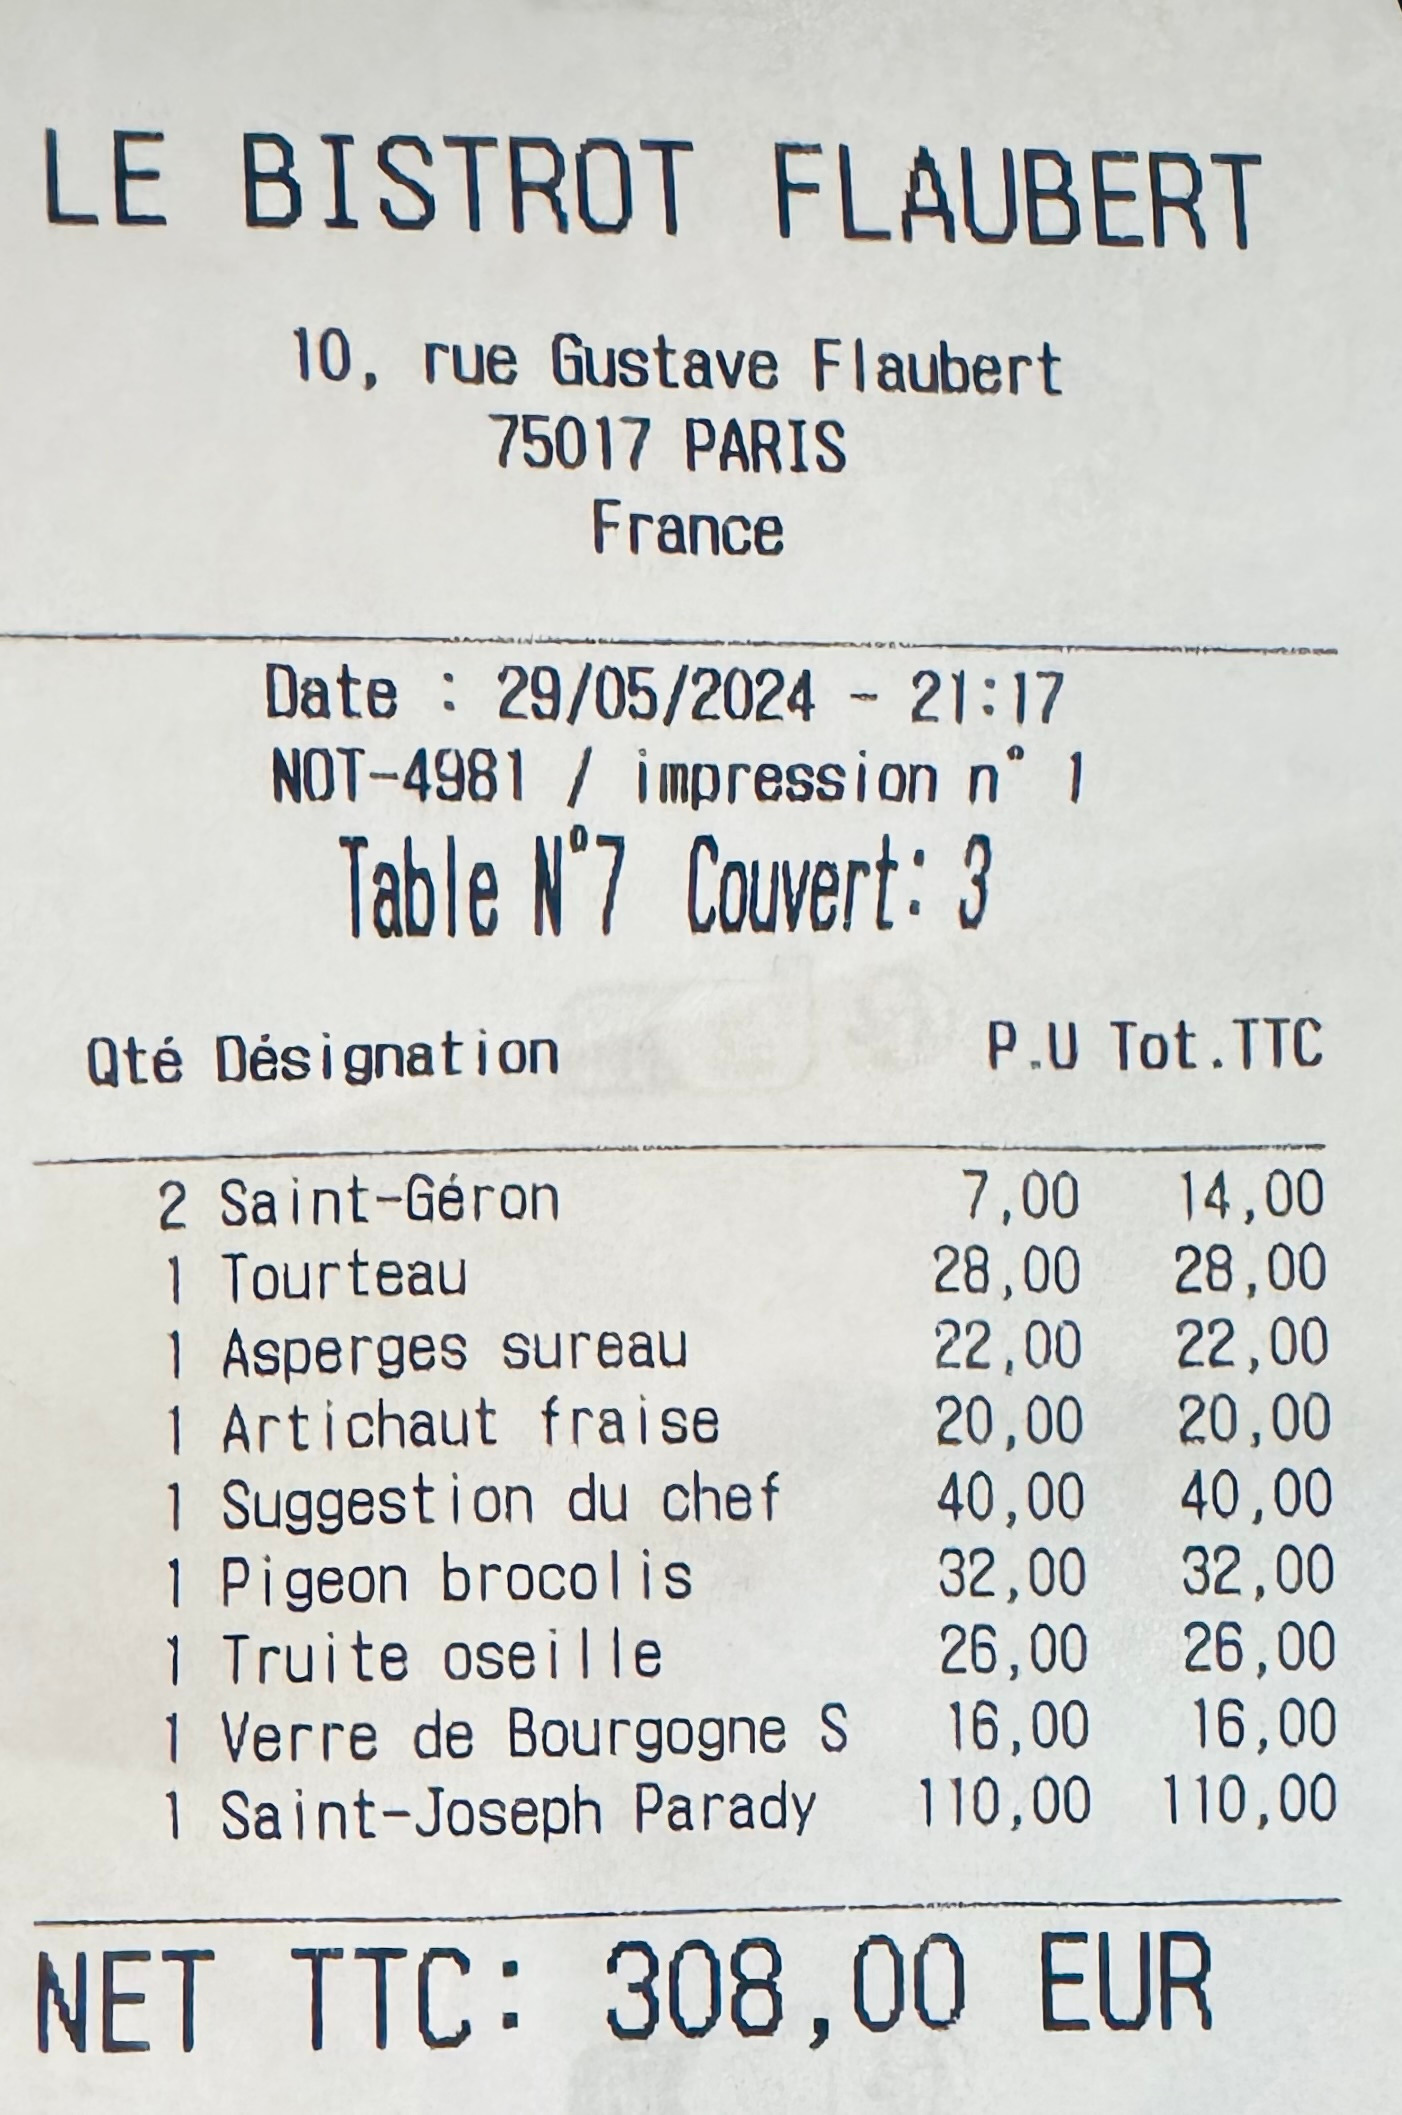 LE BISTROT FLAUBERT
10, rue Gustave Flaubert
75017 PARIS
France
Date : 29/05/2024 - 21:17
NOT-4981 / impression n° 1
Table N°7 Couvert: 3
Qté Désignation P.U Tot.TTC
2 Saint-Géron 7,00 14,00
1 Tourteau 28,00 28,00
1 Asperges sureau 22,00 22,00
1 Artichaut fraise 20,00 20,00
1 Suggestion du chef 40,00 40,00
1 Pigeon brocolis 32,00 32,00
1 Truite oseille 26,00 26,00
1 Verre de Bourgogne S 16,00 16,00
1 Saint-Joseph Parady 110,00 110,00
NET TTC: 308,00 EUR